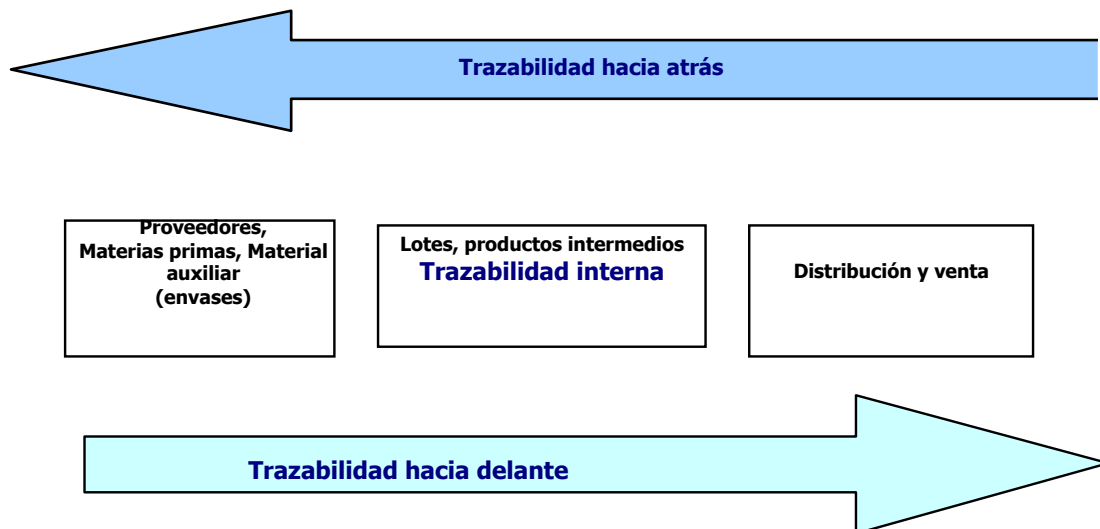 Trazabilidad hacia atrás
Proveedores,
Materias primas, Material
auxiliar
(envases)
Lotes, productos intermedios
Trazabilidad interna
Distribución y venta
Trazabilidad hacia delante